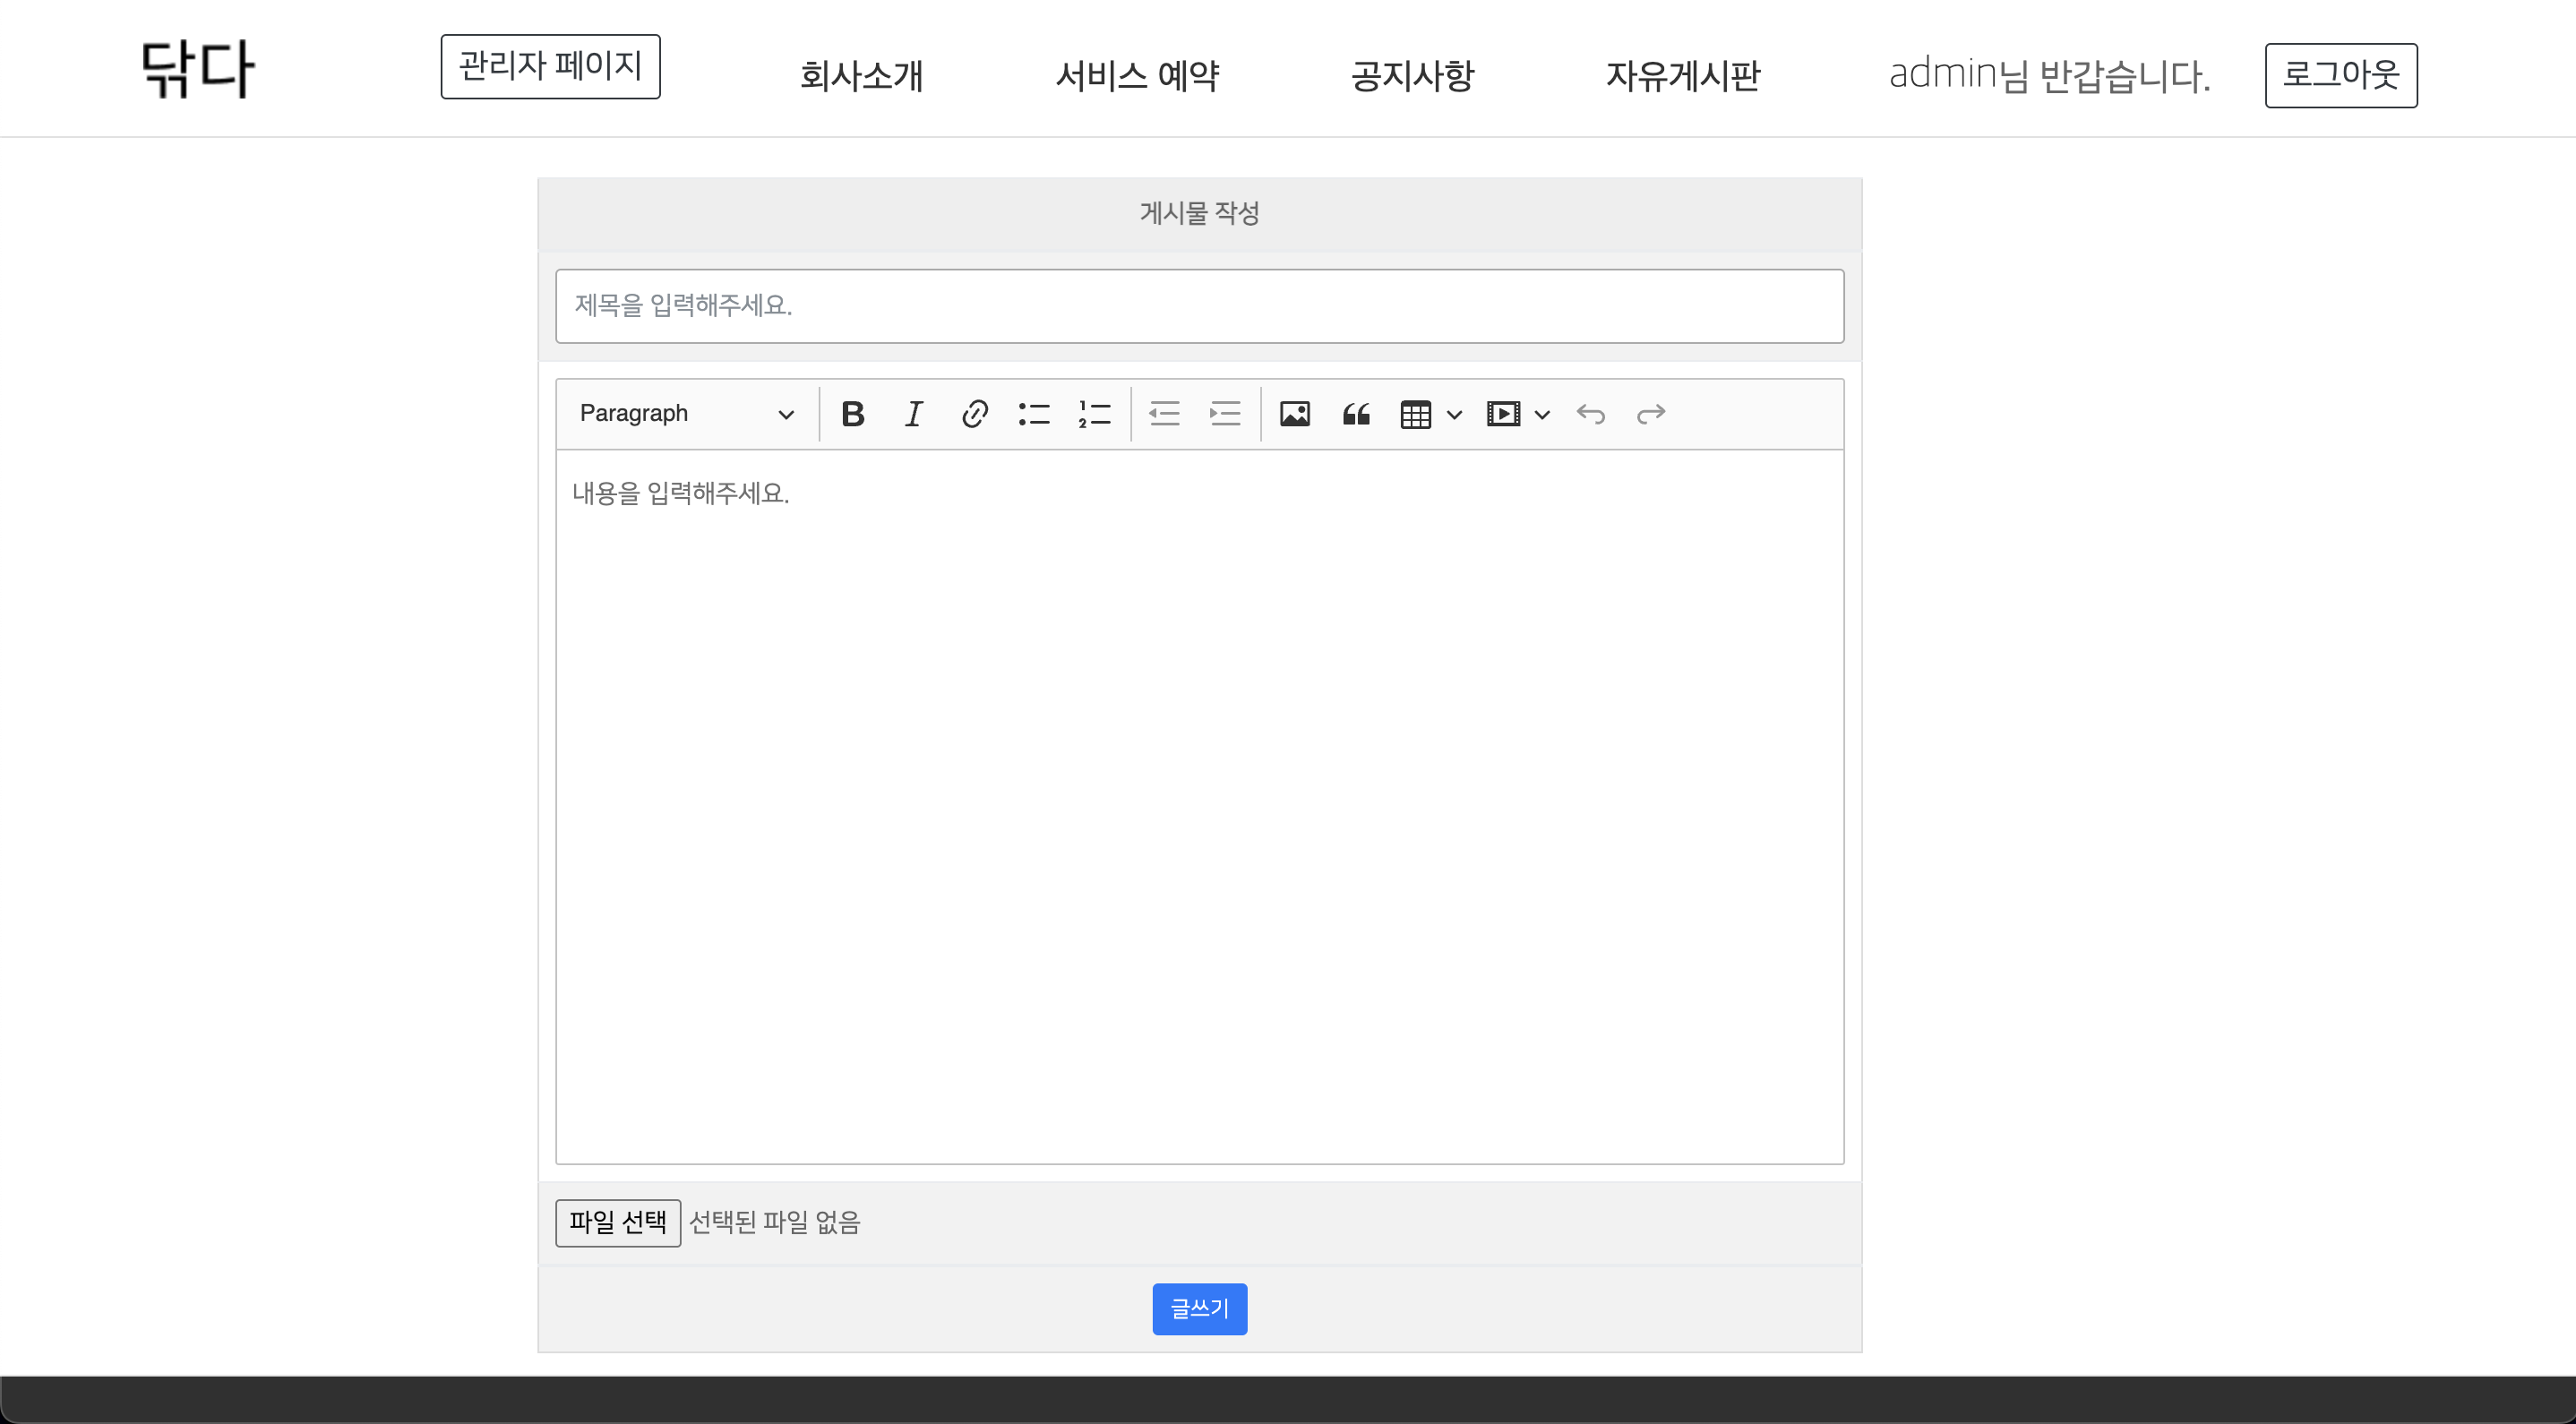 닦다
관리자 페이지
회사소개
서비스 예약
공지사항
자유게시판
admin님 반갑습니다.
로그아웃
게시물 작성
제목을 입력해주세요.
Paragraph
내용을 입력해주세요.
파일 선택 선택된 파일 없음
글쓰기